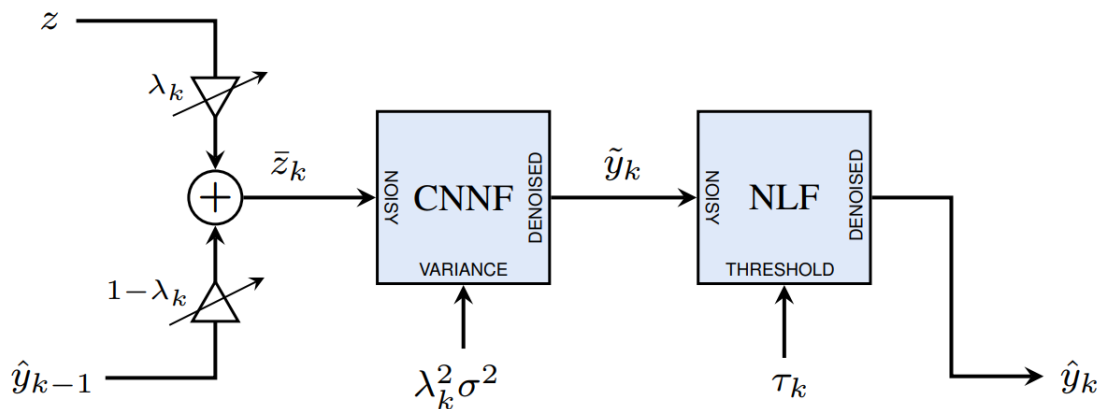 z
λ_k
z̄_k
ỹ_k
+
NOISY
CNNF
DENOISED
VARIANCE
NOISY
NLF
DENOISED
THRESHOLD
1−λ_k
ŷ_{k−1}
λ_k^2 σ^2
τ_k
ŷ_k